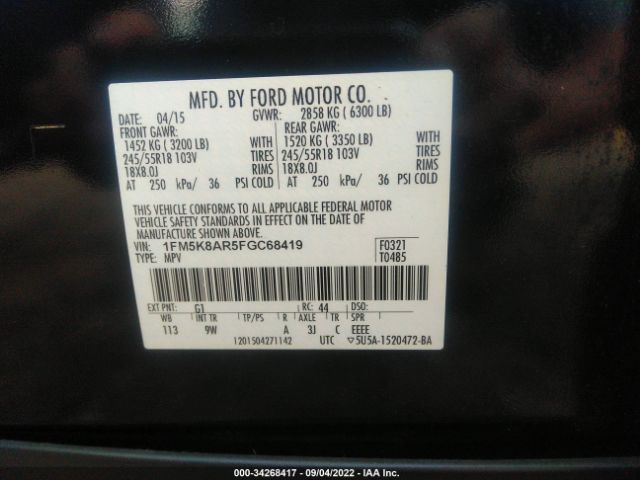 MFD. BY FORD MOTOR CO.
DATE: 04/15 GVWR: 2858 KG ( 6300 LB)
FRONT GAWR: REAR GAWR:
1452 KG ( 3200 LB) WITH 1520 KG ( 3350 LB) WITH
245/55R18 103V TIRES 245/55R18 103V TIRES
18X8.0J RIMS 18X8.0J RIMS
AT 250 kPa/ 36 PSI COLD AT 250 kPa/ 36 PSI COLD
THIS VEHICLE CONFORMS TO ALL APPLICABLE FEDERAL MOTOR
VEHICLE SAFETY STANDARDS IN EFFECT ON THE DATE OF
MANUFACTURE SHOWN ABOVE.
VIN: 1FM5K8AR5FGC68419 F0321
TYPE: MPV T0485
EXT PNT: G1 RC: 44 DSO:
WB INT TR TP/PS R AXLE TR SPR
113 9W A 3J C EEEE
1201504271142 UTC ▽5U5A-1520472-BA
000-34268417 - 09/04/2022 - IAA Inc.